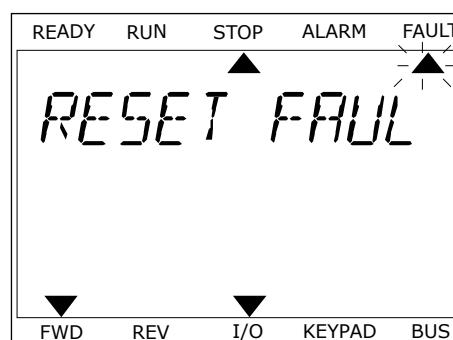 READY RUN STOP ALARM FAULT
RESET FAUL
FWD REV I/O KEYPAD BUS